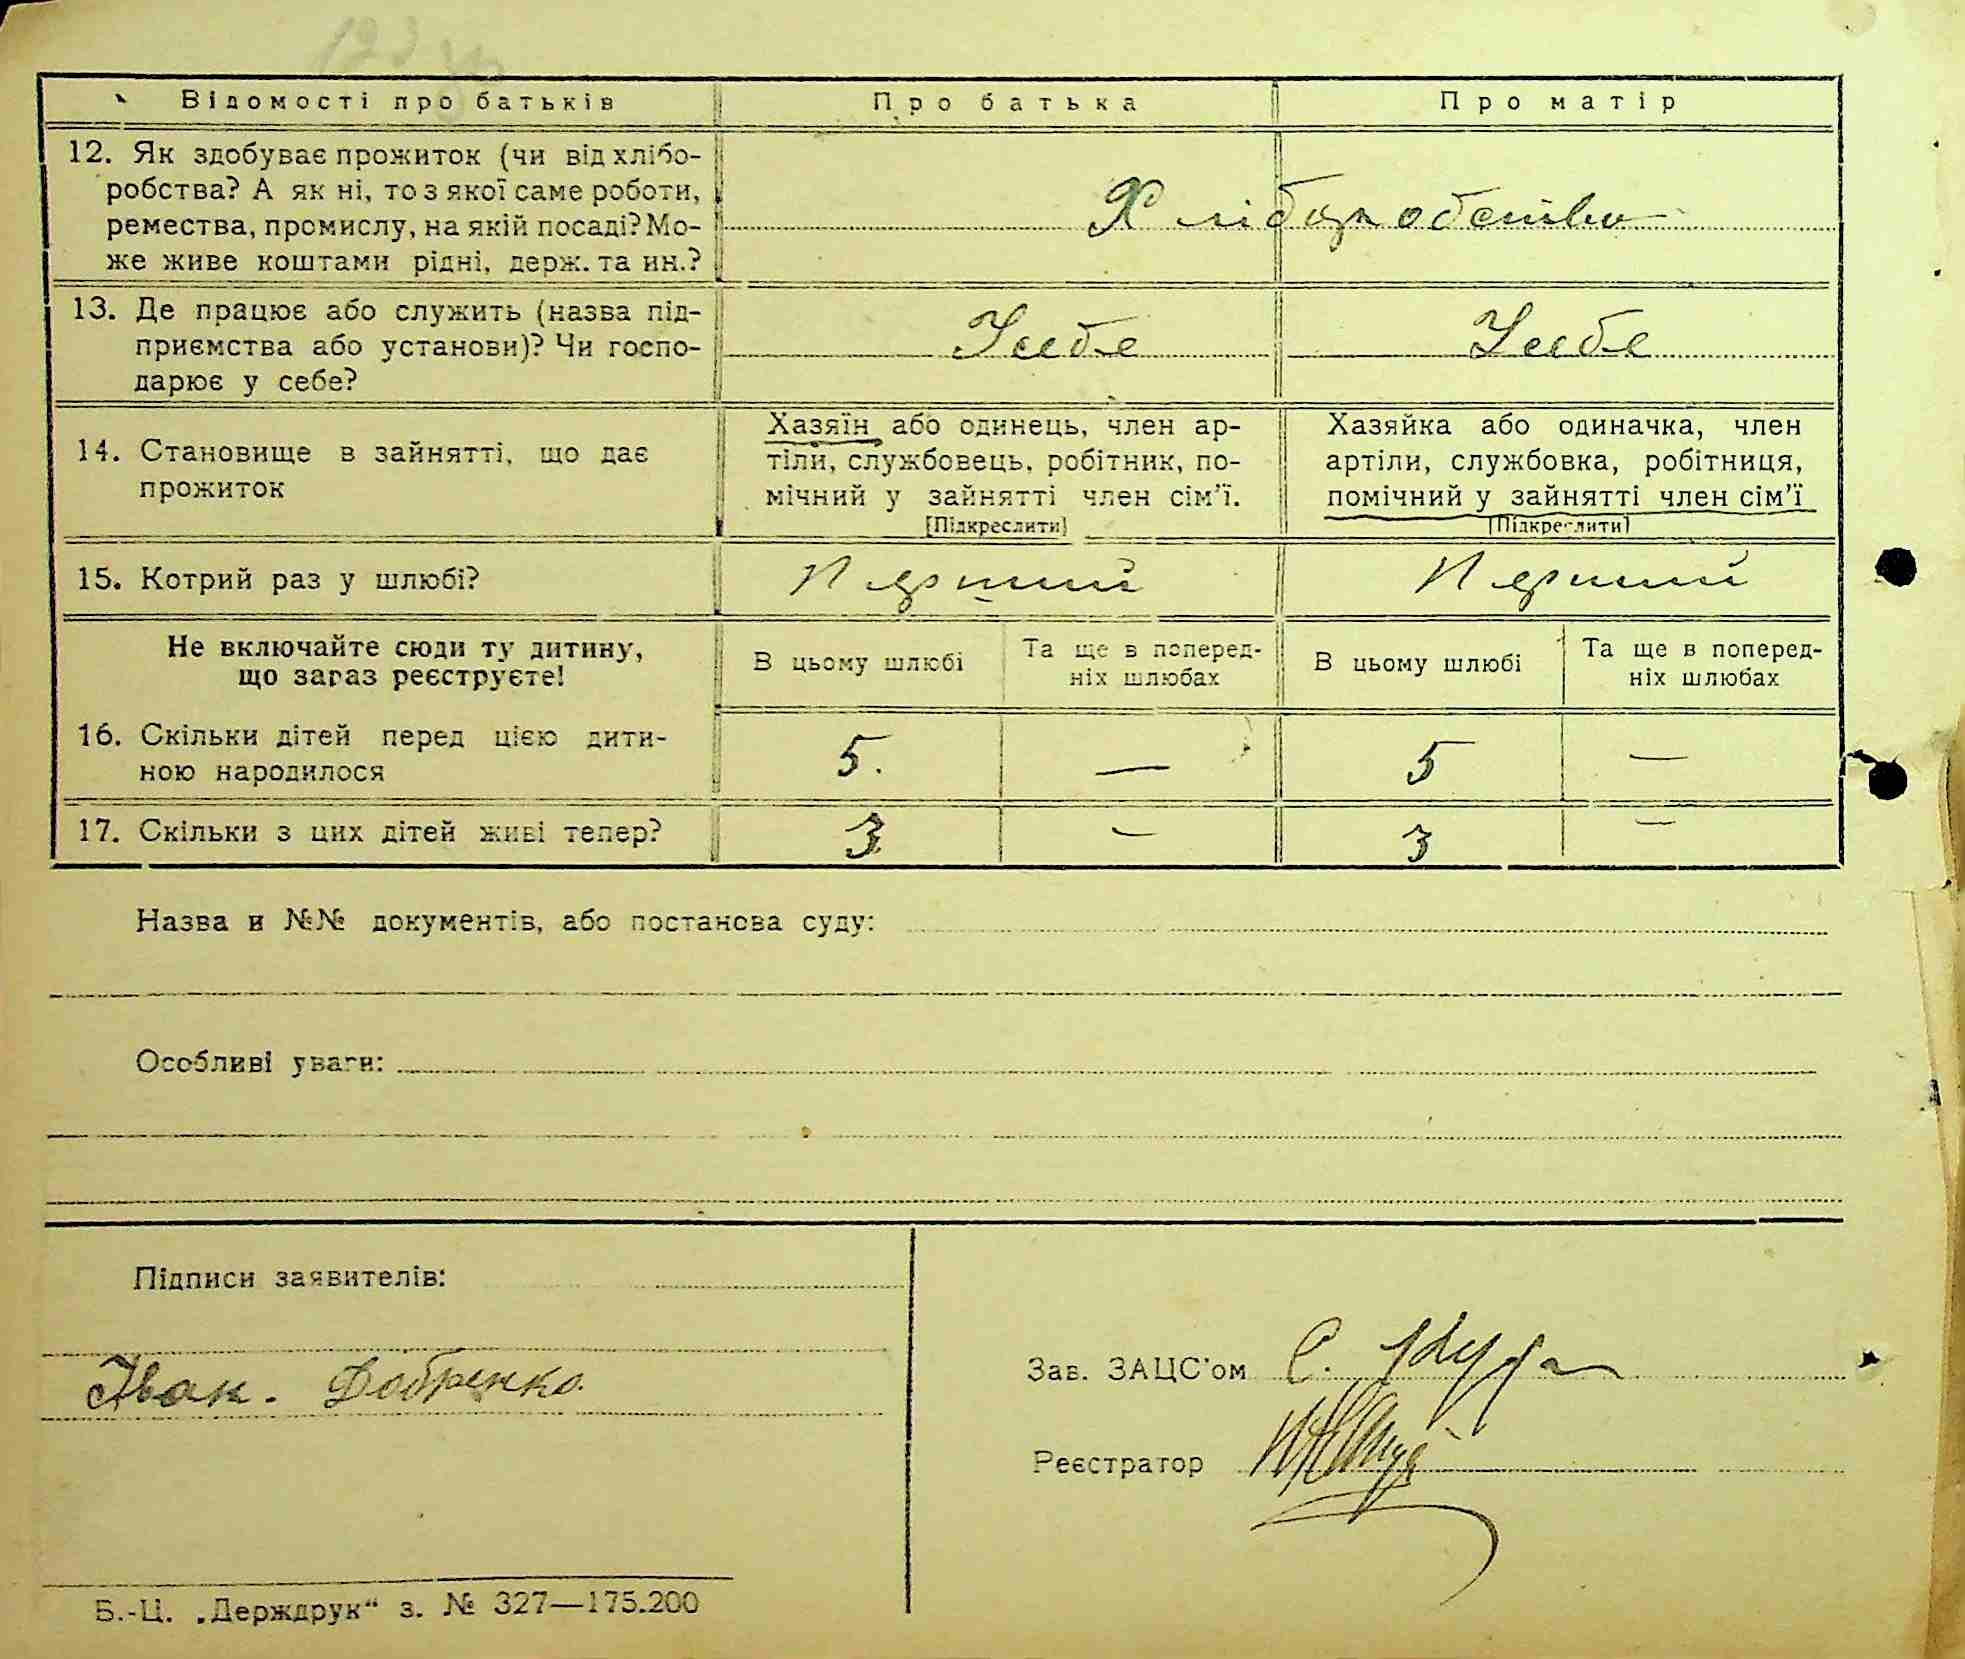 Відомості про батьків Про батька Про матір
12. Як здобуває прожиток (чи від хлібо-
робства? А як ні, то з якої саме роботи,
ремества, промислу, на якій посаді? Мо-
же живе коштами рідні, держ. та ин.?
Хліборобство
13. Де працює або служить (назва під-
приємства або установи)? Чи госпо-
дарює у себе?
У себе У себе
14. Становище в зайнятті, що дає
прожиток
Хазяїн або одинець, член ар-
тіли, службовець, робітник, по-
мічний у зайнятті член сім'ї.
[Підкреслити]
Хазяйка або одиначка, член
артіли, службовка, робітниця,
помічний у зайнятті член сім'ї
[Підкреслити]
15. Котрий раз у шлюбі? Перший Перший
Не включайте сюди ту дитину,
що зараз реєструєте!
В цьому шлюбі
Та ще в поперед-
ніх шлюбах
В цьому шлюбі
Та ще в поперед-
ніх шлюбах
16. Скільки дітей перед цією дити-
ною народилося
5. — 5 —
17. Скільки з цих дітей живі тепер? 3 — 3 —
Назва и №№ документів, або постанова суду:
Особливі уваги:
Підписи заявителів:
Іван. Добренко.
Зав. ЗАЦС'ом С.
Реєстратор
Б.-Ц. „Держдрук“ з. № 327—175.200